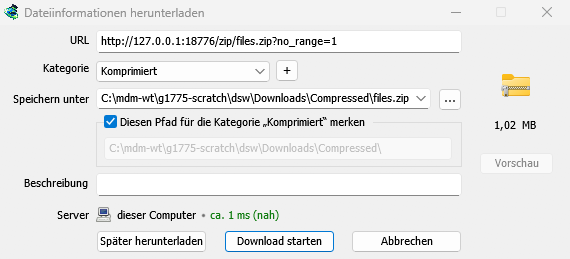 Dateiinformationen herunterladen
URL http://127.0.0.1:18776/zip/files.zip?no_range=1
Kategorie Komprimiert +
Speichern unter C:\mdm-wt\g1775-scratch\dsw\Downloads\Compressed\files.zip ...
Diesen Pfad für die Kategorie „Komprimiert“ merken
C:\mdm-wt\g1775-scratch\dsw\Downloads\Compressed\
1,02 MB
Vorschau
Beschreibung
Server dieser Computer • ca. 1 ms (nah)
Später herunterladen Download starten Abbrechen